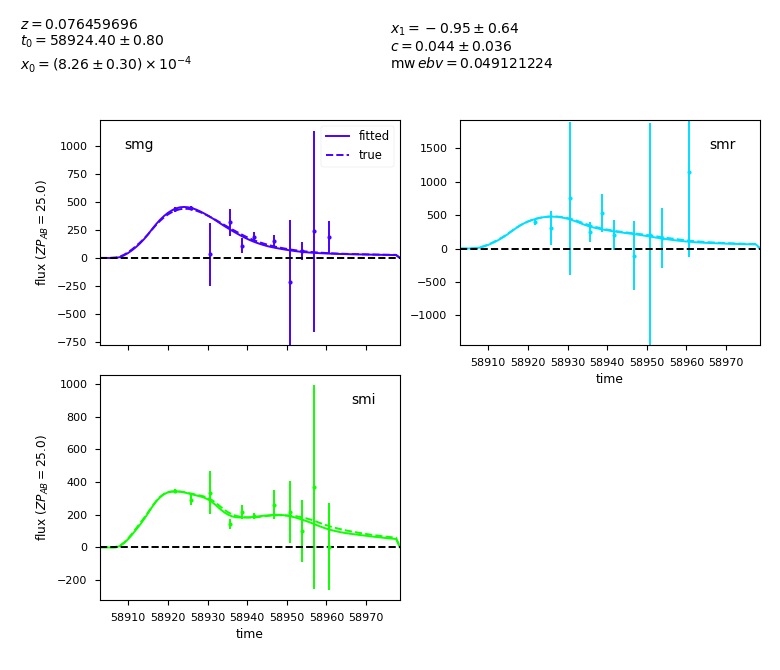 z = 0.076459696
t₀ = 58924.40 ± 0.80
x₀ = (8.26 ± 0.30) × 10⁻⁴
x₁ = −0.95 ± 0.64
c = 0.044 ± 0.036
mw ebv = 0.049121224
smg
fitted
true
1000
750
500
250
0
−250
−500
−750
flux (ZP_AB = 25.0)
smr
1500
1000
500
0
−500
−1000
58910 58920 58930 58940 58950 58960 58970
time
smi
1000
800
600
400
200
0
−200
flux (ZP_AB = 25.0)
58910 58920 58930 58940 58950 58960 58970
time